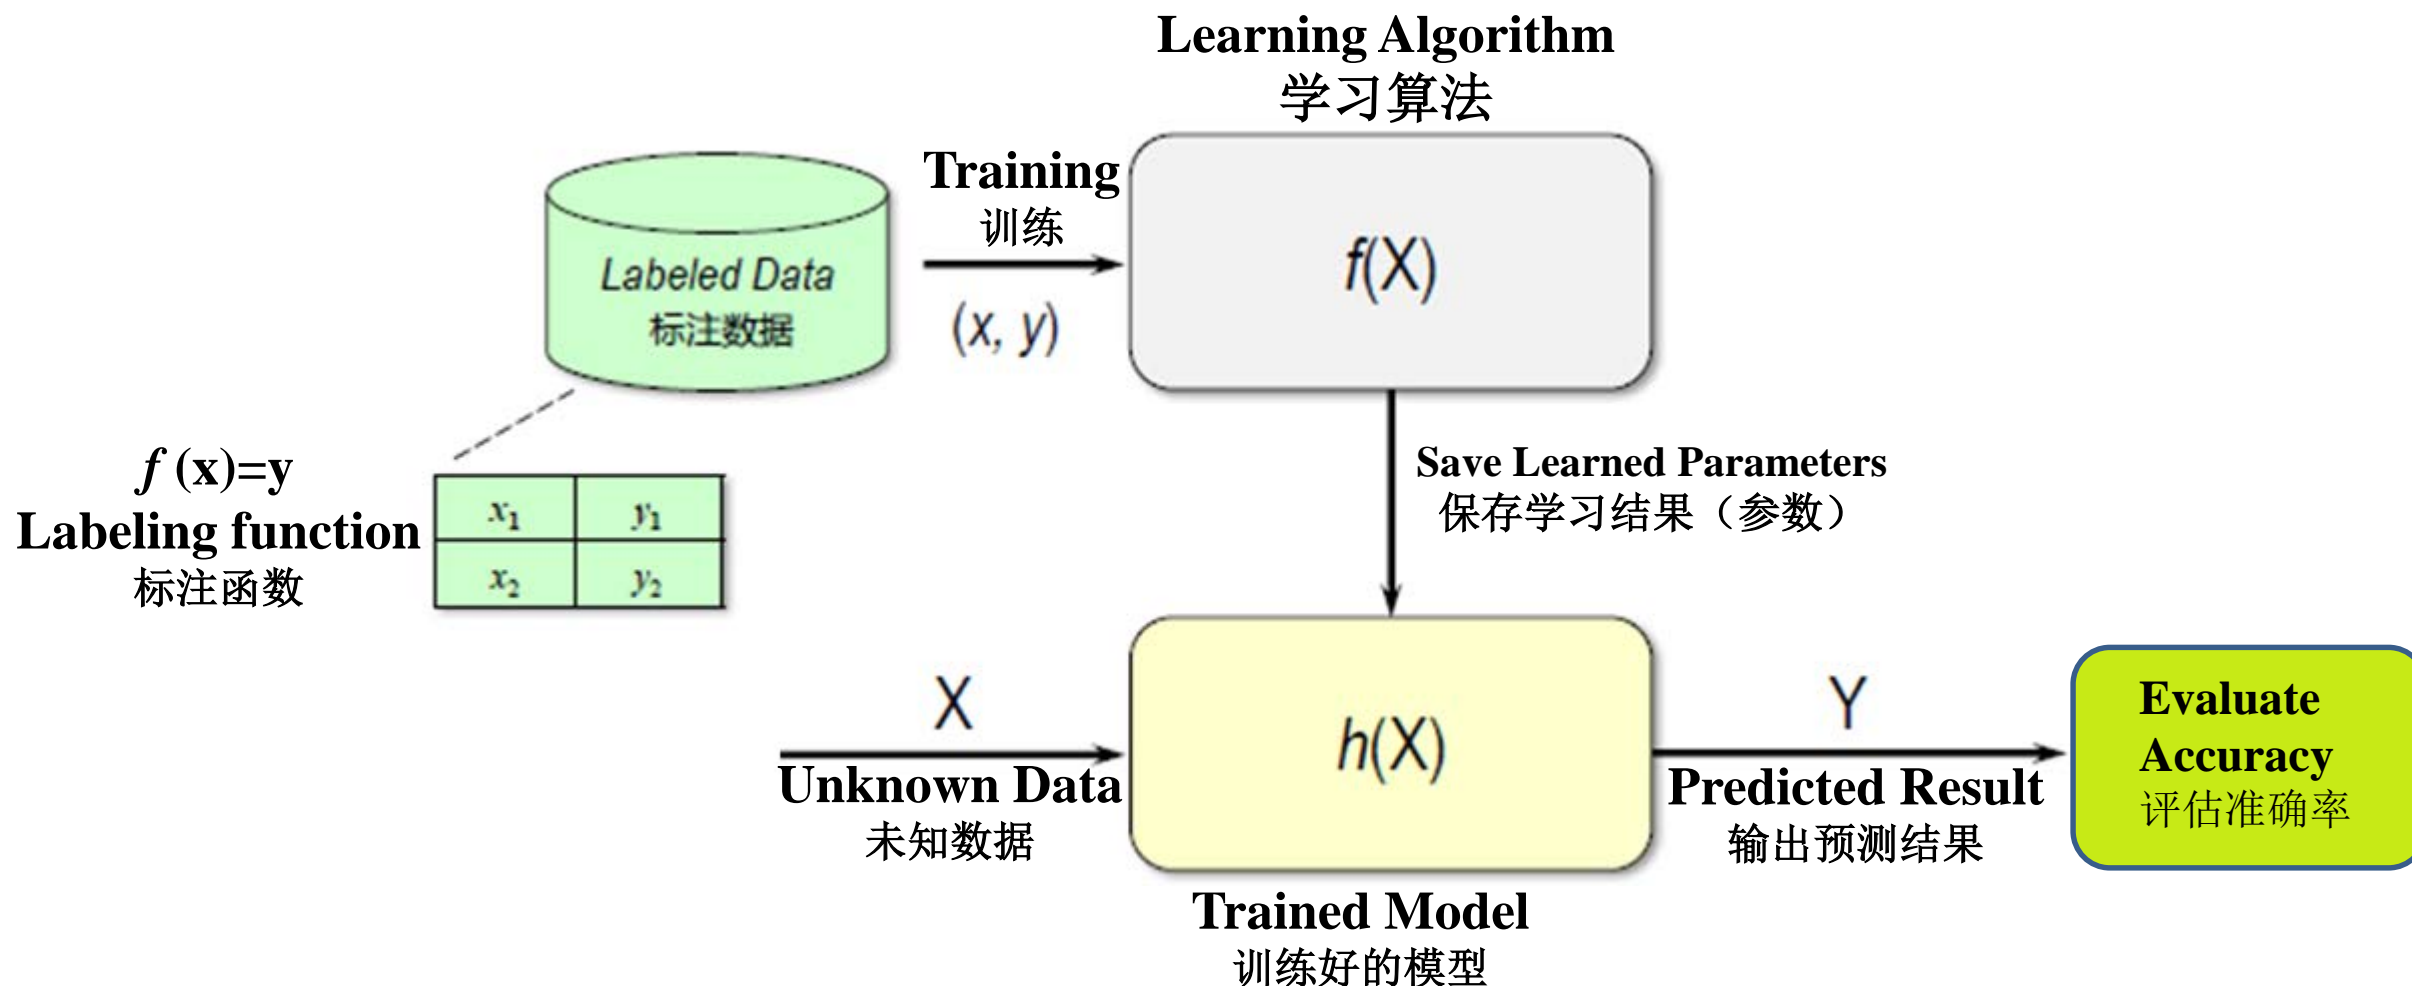 Learning Algorithm
学习算法
Training
训练
(x, y)
f(X)
Labeled Data
标注数据
f (x)=y
Labeling function
标注函数
x1 y1
x2 y2
Save Learned Parameters
保存学习结果（参数）
X
Unknown Data
未知数据
h(X)
Y
Predicted Result
输出预测结果
Evaluate
Accuracy
评估准确率
Trained Model
训练好的模型